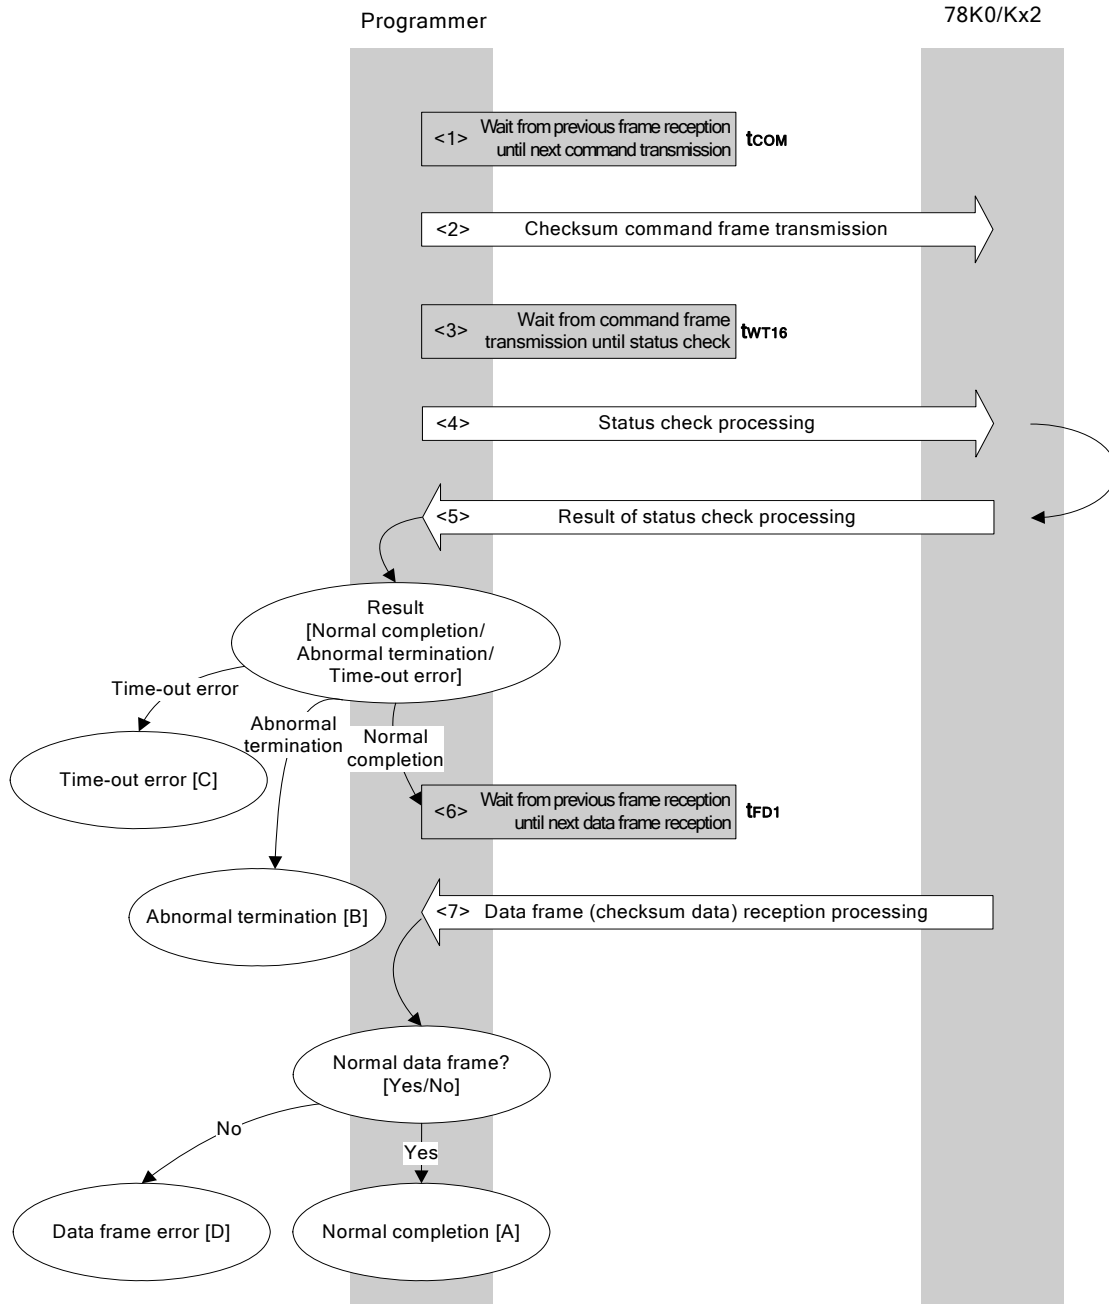 Programmer
78K0/Kx2
<1> Wait from previous frame reception
until next command transmission
tCOM
<2> Checksum command frame transmission
<3> Wait from command frame
transmission until status check
tWT16
<4> Status check processing
<5> Result of status check processing
Result
[Normal completion/
Abnormal termination/
Time-out error]
Time-out error
Abnormal
termination
Normal
completion
Time-out error [C]
<6> Wait from previous frame reception
until next data frame reception
tFD1
Abnormal termination [B]
<7> Data frame (checksum data) reception processing
Normal data frame?
[Yes/No]
No
Yes
Data frame error [D]
Normal completion [A]